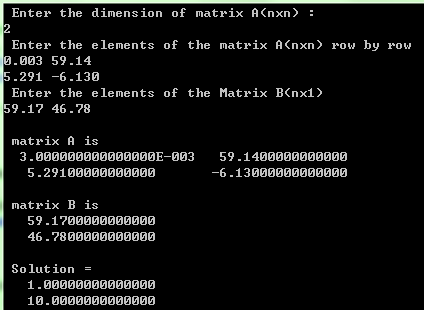 Enter the dimension of matrix A(nxn) :
2
Enter the elements of the matrix A(nxn) row by row
0.003 59.14
5.291 -6.130
Enter the elements of the Matrix B(nx1)
59.17 46.78
matrix A is
3.000000000000000E-003 59.1400000000000
5.29100000000000 -6.13000000000000
matrix B is
59.1700000000000
46.7800000000000
Solution =
1.00000000000000
10.0000000000000